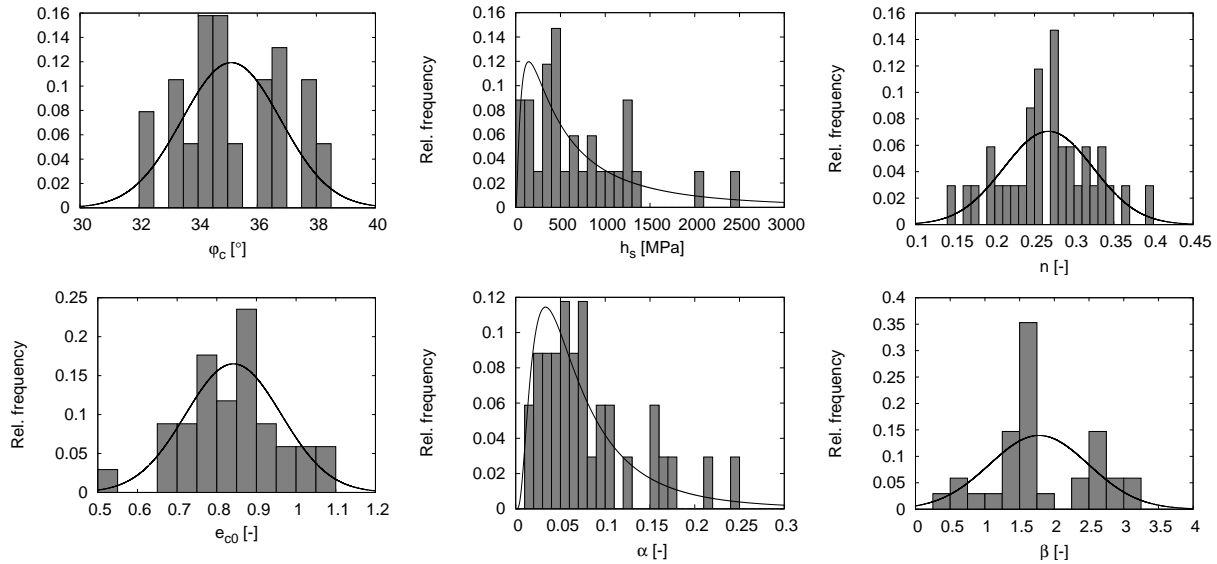 0.16
0.14
0.12
0.1
0.08
0.06
0.04
0.02
0
30 32 34 36 38 40
φc [°]
Rel. frequency
0.16
0.14
0.12
0.1
0.08
0.06
0.04
0.02
0
0 500 1000 1500 2000 2500 3000
hs [MPa]
Rel. frequency
0.16
0.14
0.12
0.1
0.08
0.06
0.04
0.02
0
0.1 0.15 0.2 0.25 0.3 0.35 0.4 0.45
n [-]
Rel. frequency
0.25
0.2
0.15
0.1
0.05
0
0.5 0.6 0.7 0.8 0.9 1 1.1 1.2
ec0 [-]
Rel. frequency
0.12
0.1
0.08
0.06
0.04
0.02
0
0 0.05 0.1 0.15 0.2 0.25 0.3
α [-]
Rel. frequency
0.4
0.35
0.3
0.25
0.2
0.15
0.1
0.05
0
0 0.5 1 1.5 2 2.5 3 3.5 4
β [-]